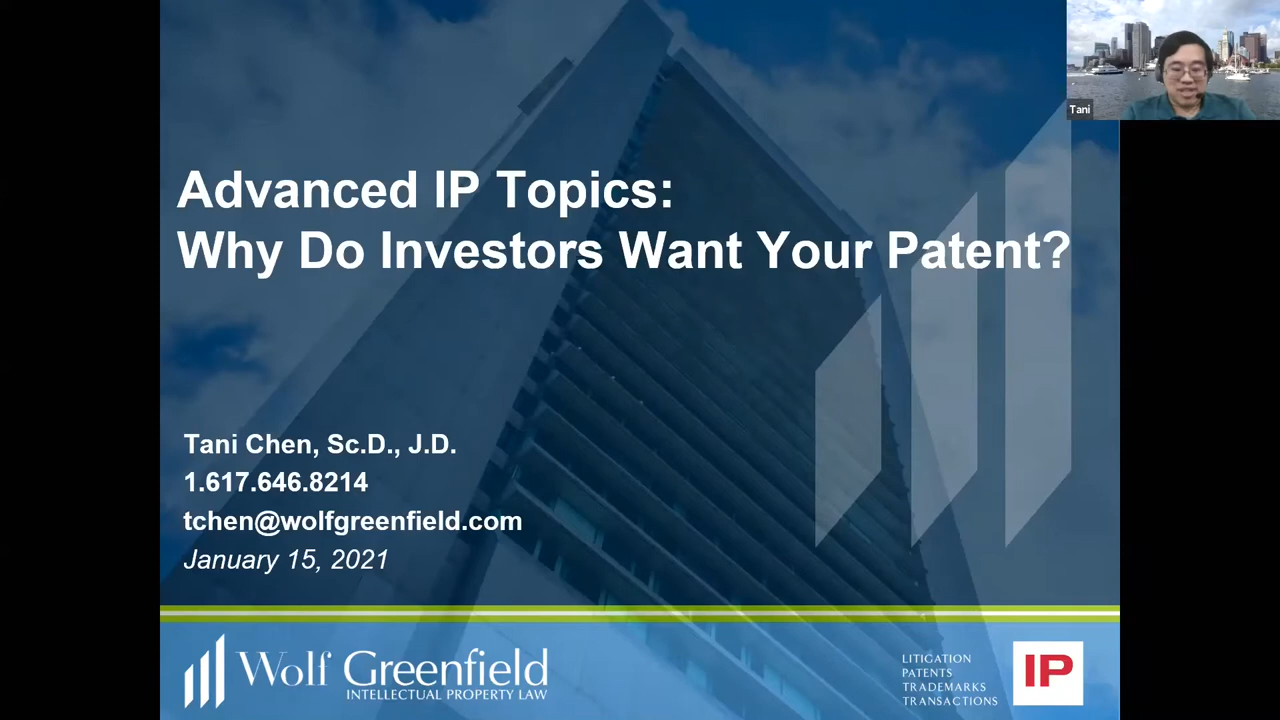 Tani
Advanced IP Topics:
Why Do Investors Want Your Patent?
Tani Chen, Sc.D., J.D.
1.617.646.8214
tchen@wolfgreenfield.com
January 15, 2021
Wolf Greenfield
INTELLECTUAL PROPERTY LAW
LITIGATION
PATENTS
TRADEMARKS
TRANSACTIONS
IP